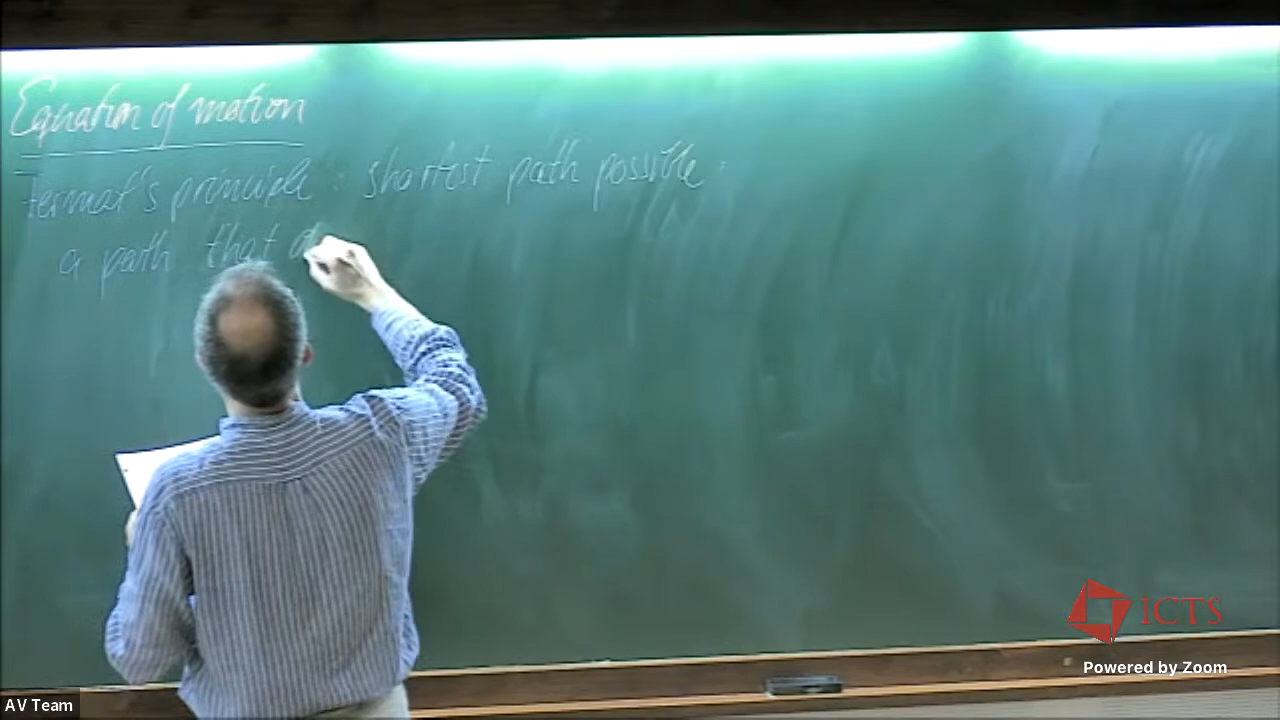 Equation of motion
Fermat's principle : shortest path possible :
a path that
ICTS
Powered by Zoom
AV Team